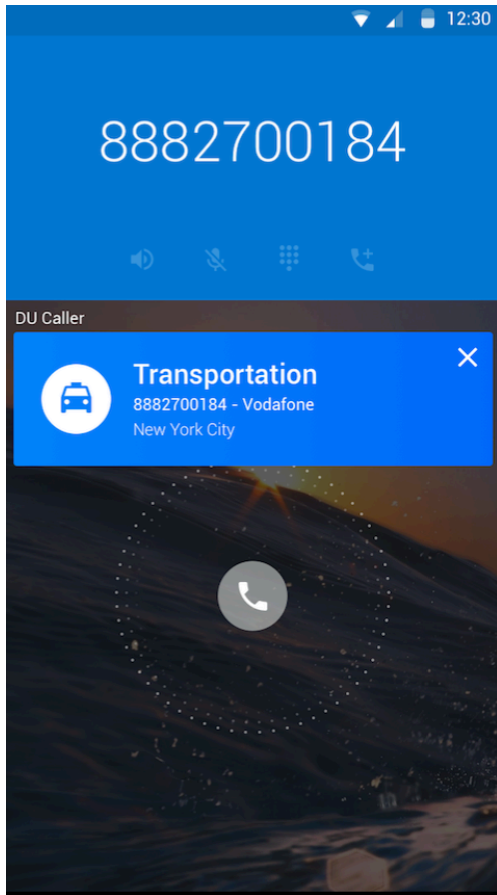 12:30
8882700184
DU Caller
Transportation
8882700184 - Vodafone
New York City